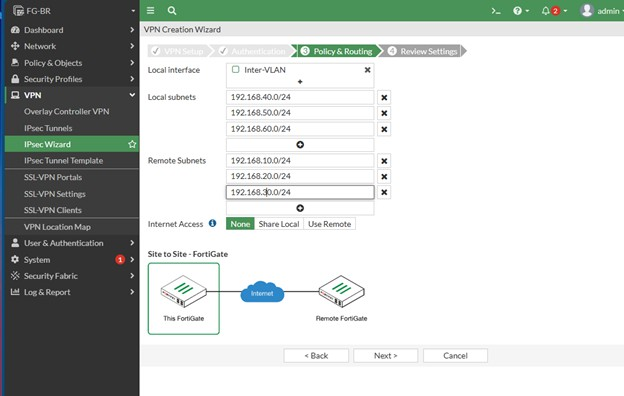 FG-BR
2
admin
Dashboard
Network
Policy & Objects
Security Profiles
VPN
Overlay Controller VPN
IPsec Tunnels
IPsec Wizard
IPsec Tunnel Template
SSL-VPN Portals
SSL-VPN Settings
SSL-VPN Clients
VPN Location Map
User & Authentication
System 1
Security Fabric
Log & Report
VPN Creation Wizard
VPN Setup
Authentication
3 Policy & Routing
4 Review Settings
Local interface
Inter-VLAN
Local subnets
192.168.40.0/24
192.168.50.0/24
192.168.60.0/24
Remote Subnets
192.168.10.0/24
192.168.20.0/24
192.168.30.0/24
Internet Access
None Share Local Use Remote
Site to Site - FortiGate
This FortiGate
Internet
Remote FortiGate
< Back
Next >
Cancel